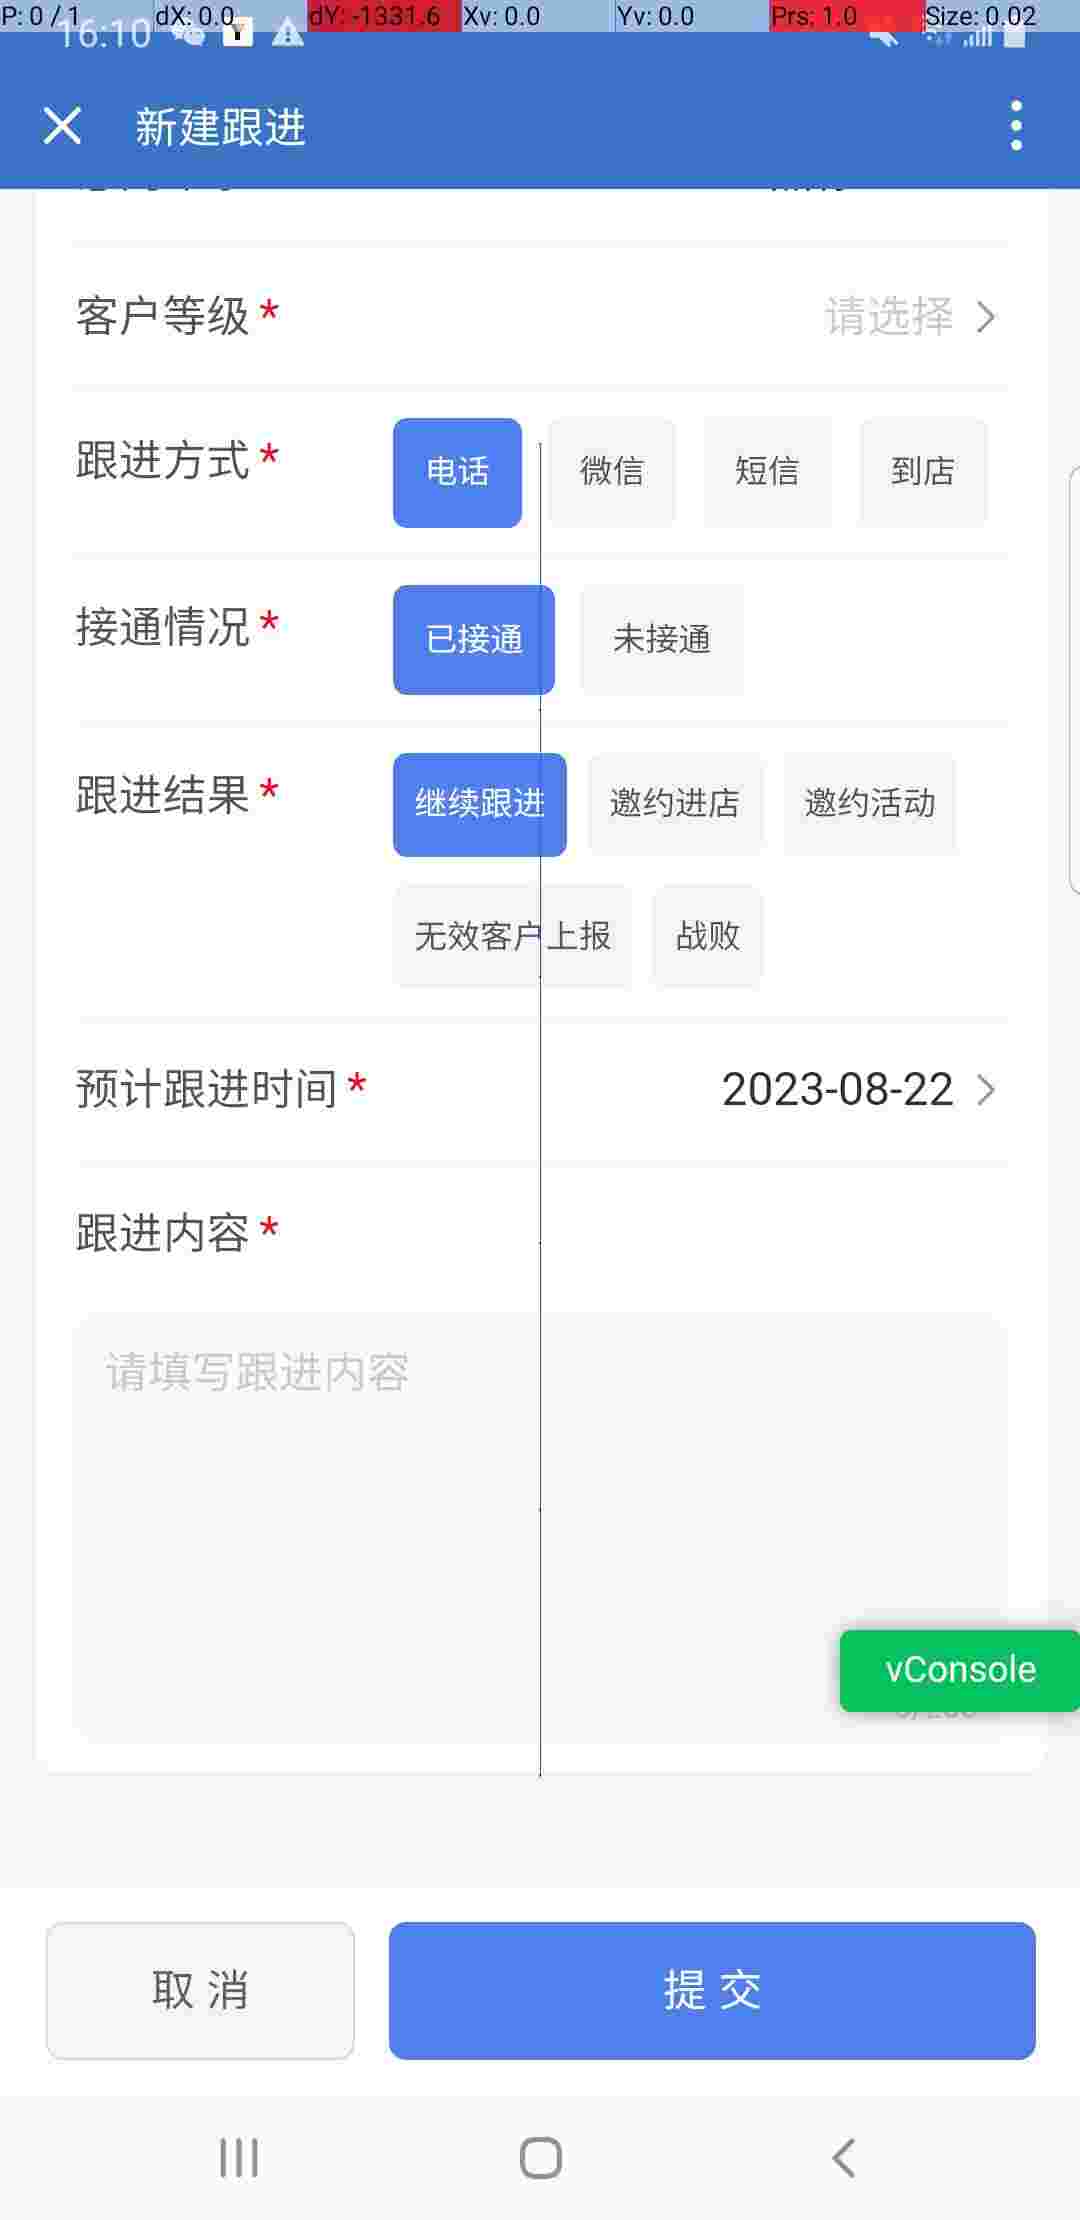 P: 0 / 1 dX: 0.0 dY: -1331.6 Xv: 0.0 Yv: 0.0 Prs: 1.0 Size: 0.02
16:10
新建跟进
客户等级 * 请选择
跟进方式 * 电话 微信 短信 到店
接通情况 * 已接通 未接通
跟进结果 * 继续跟进 邀约进店 邀约活动
无效客户上报 战败
预计跟进时间 * 2023-08-22
跟进内容 *
请填写跟进内容
vConsole
取 消 提 交